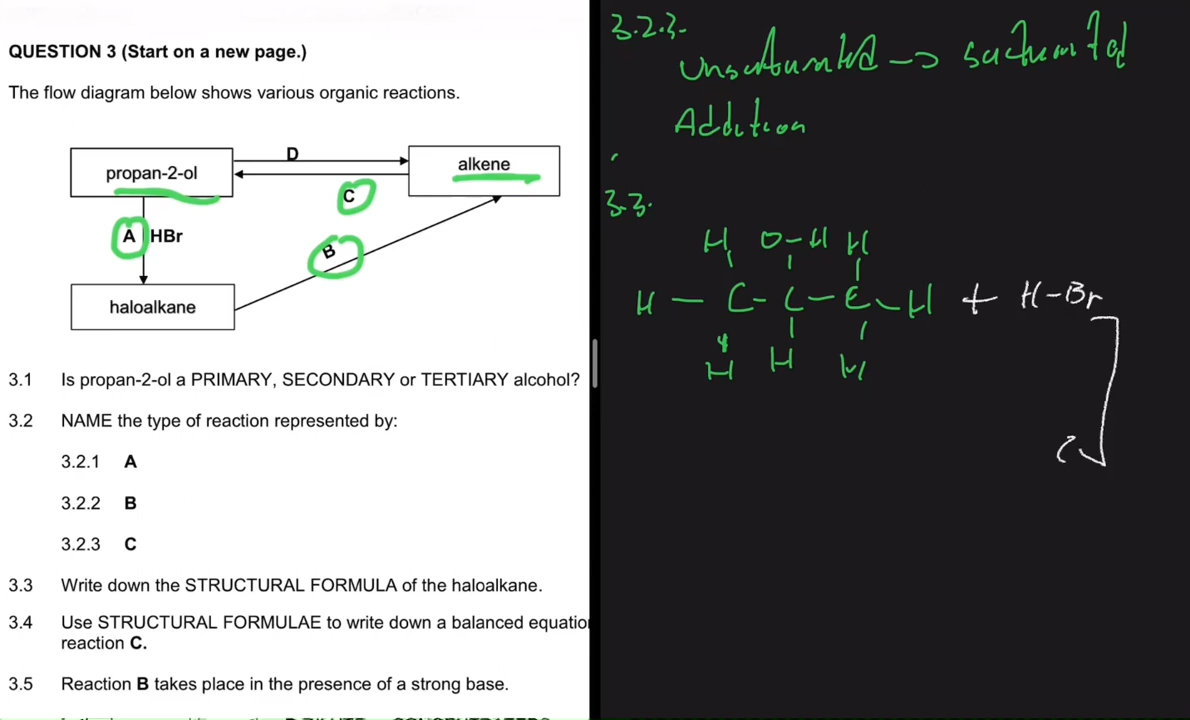 QUESTION 3 (Start on a new page.)
The flow diagram below shows various organic reactions.
propan-2-ol
D
alkene
C
A HBr
B
haloalkane
3.1 Is propan-2-ol a PRIMARY, SECONDARY or TERTIARY alcohol?
3.2 NAME the type of reaction represented by:
3.2.1 A
3.2.2 B
3.2.3 C
3.3 Write down the STRUCTURAL FORMULA of the haloalkane.
3.4 Use STRUCTURAL FORMULAE to write down a balanced equatio
reaction C.
3.5 Reaction B takes place in the presence of a strong base.
3.2.3.
Unsaturated -> saturated
Addition
3.3.
H O-H H
H - C - C - C - H + H-Br
H H H